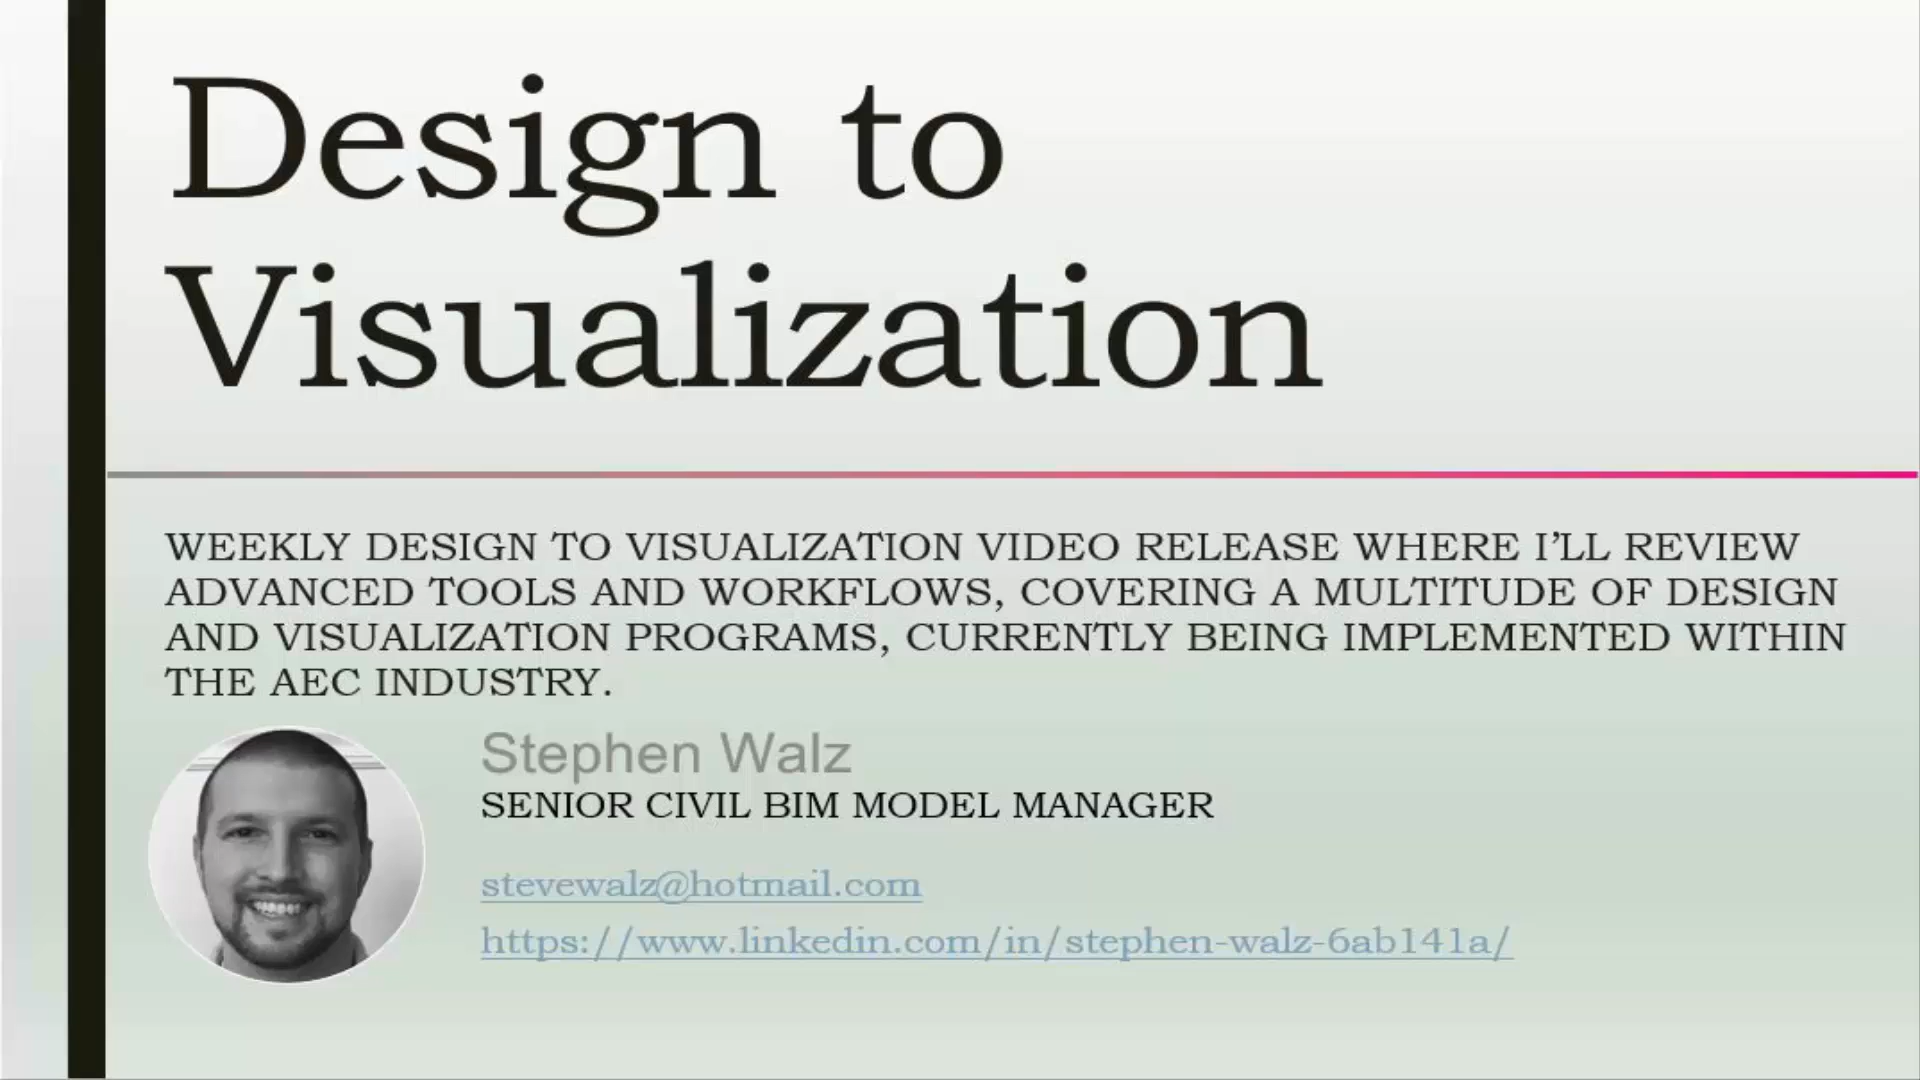 Design to
Visualization
WEEKLY DESIGN TO VISUALIZATION VIDEO RELEASE WHERE I’LL REVIEW
ADVANCED TOOLS AND WORKFLOWS, COVERING A MULTITUDE OF DESIGN
AND VISUALIZATION PROGRAMS, CURRENTLY BEING IMPLEMENTED WITHIN
THE AEC INDUSTRY.
Stephen Walz
SENIOR CIVIL BIM MODEL MANAGER
stevewalz@hotmail.com
https://www.linkedin.com/in/stephen-walz-6ab141a/